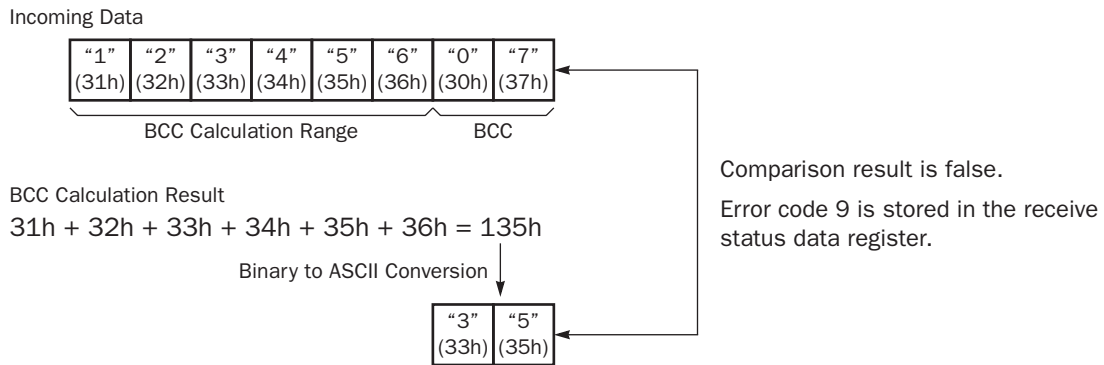 Incoming Data
“1” “2” “3” “4” “5” “6” “0” “7”
(31h) (32h) (33h) (34h) (35h) (36h) (30h) (37h)
BCC Calculation Range BCC
Comparison result is false.
Error code 9 is stored in the receive
status data register.
BCC Calculation Result
31h + 32h + 33h + 34h + 35h + 36h = 135h
Binary to ASCII Conversion
“3” “5”
(33h) (35h)